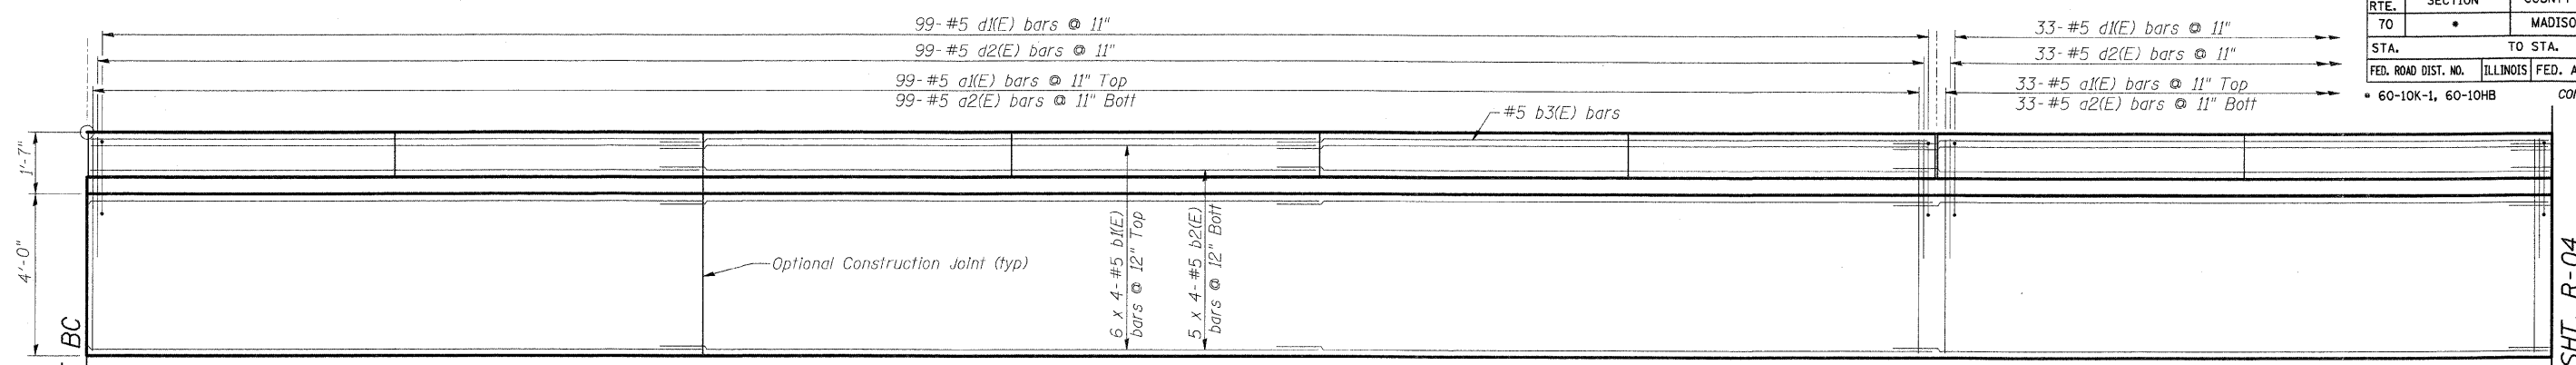 99-#5 d1(E) bars @ 11"
99-#5 d2(E) bars @ 11"
99-#5 a1(E) bars @ 11" Top
99-#5 a2(E) bars @ 11" Bott
33-#5 d1(E) bars @ 11"
33-#5 d2(E) bars @ 11"
33-#5 a1(E) bars @ 11" Top
33-#5 a2(E) bars @ 11" Bott
RTE.
70 * MADISO
STA. TO STA.
FED. ROAD DIST. NO. ILLINOIS FED. A
* 60-10K-1, 60-10HB
#5 b3(E) bars
1'-7"
4'-0"
BC
Optional Construction Joint (typ)
6 x 4-#5 b1(E)
bars @ 12" Top
5 x 4-#5 b2(E)
bars @ 12" Bott
SHT. R-04